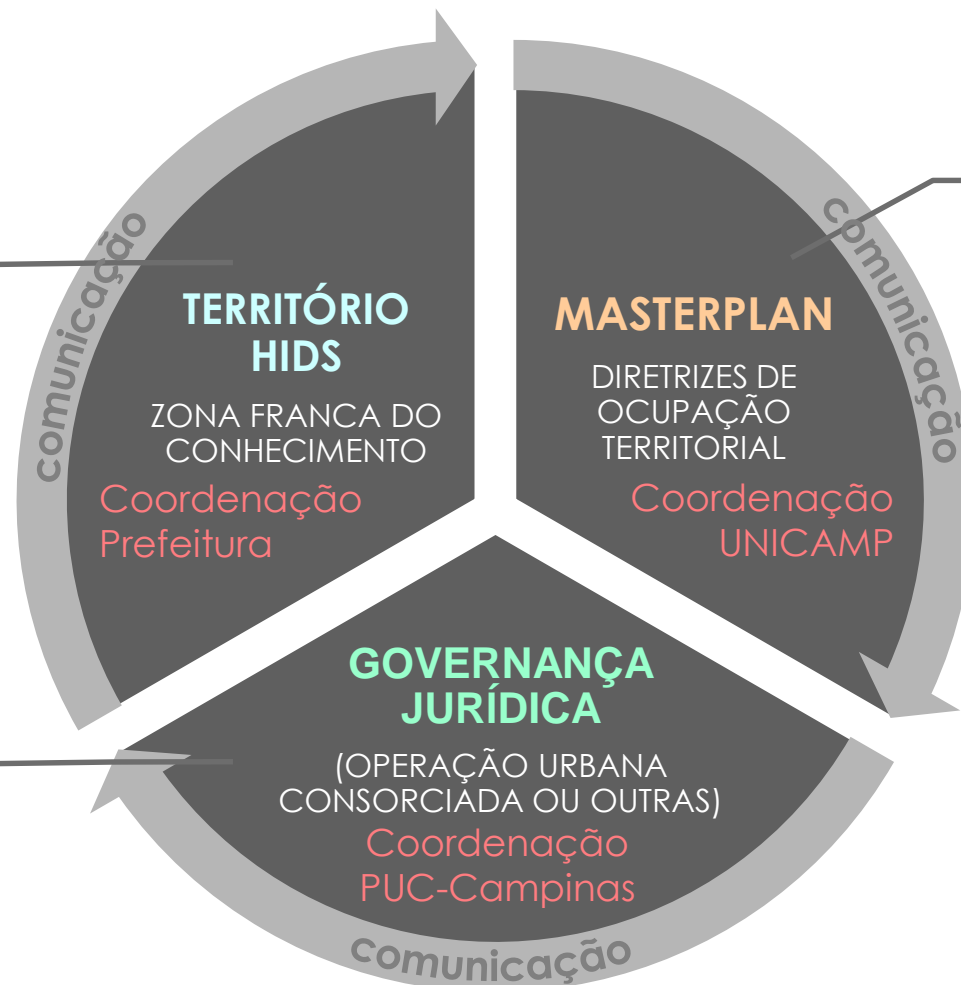 comunicação
TERRITÓRIO
HIDS
ZONA FRANCA DO
CONHECIMENTO
Coordenação
Prefeitura
comunicação
MASTERPLAN
DIRETRIZES DE
OCUPAÇÃO
TERRITORIAL
Coordenação
UNICAMP
GOVERNANÇA
JURÍDICA
(OPERAÇÃO URBANA
CONSORCIADA OU OUTRAS)
Coordenação
PUC-Campinas
comunicação